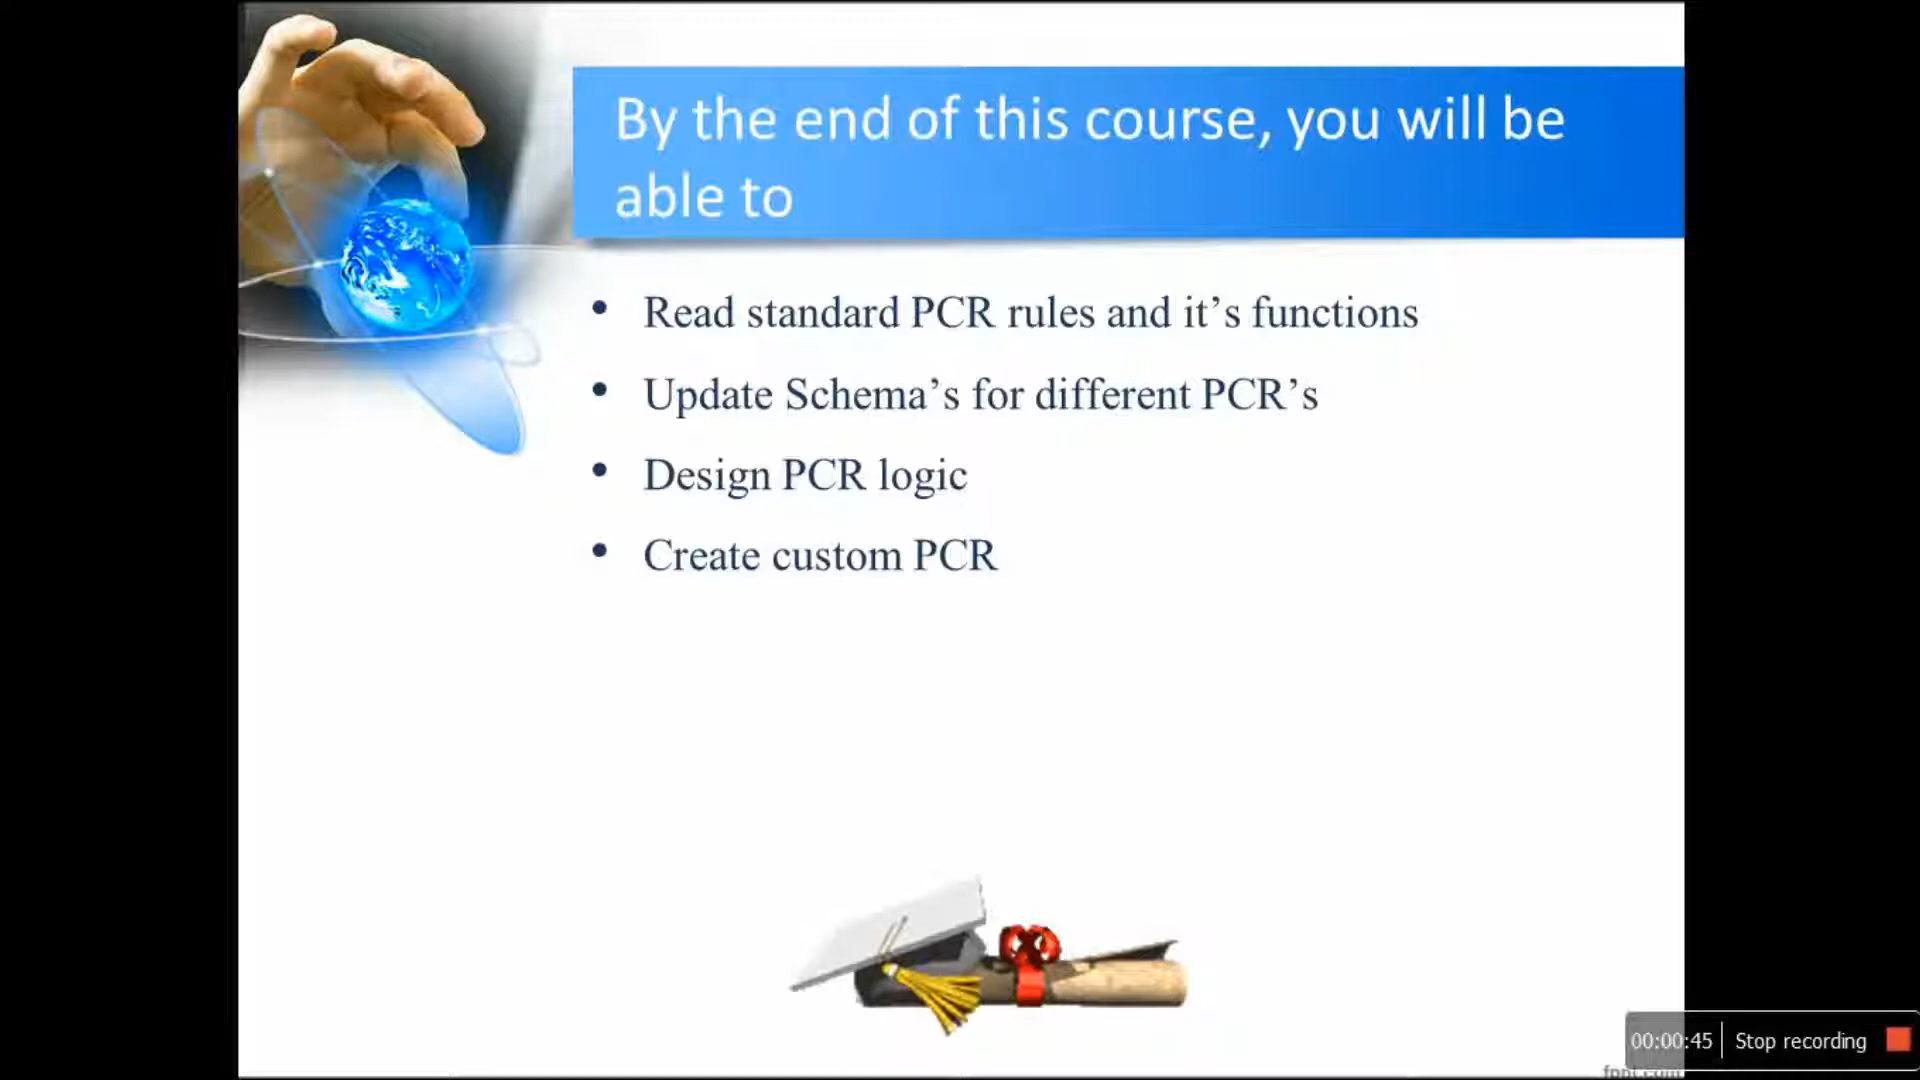 By the end of this course, you will be
able to
• Read standard PCR rules and it’s functions
• Update Schema’s for different PCR’s
• Design PCR logic
• Create custom PCR
00:00:45 Stop recording